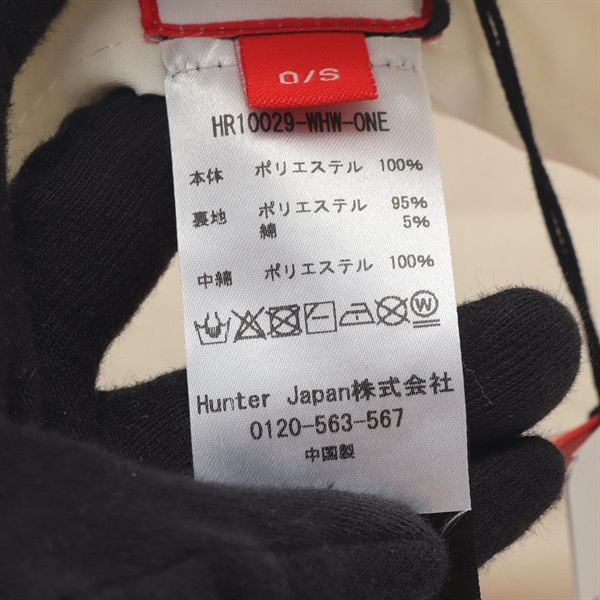 O/S
HR10029-WHW-ONE
本体 ポリエステル 100%
裏地 ポリエステル 95%
綿 5%
中綿 ポリエステル 100%
W
Hunter Japan株式会社
0120-563-567
中国製